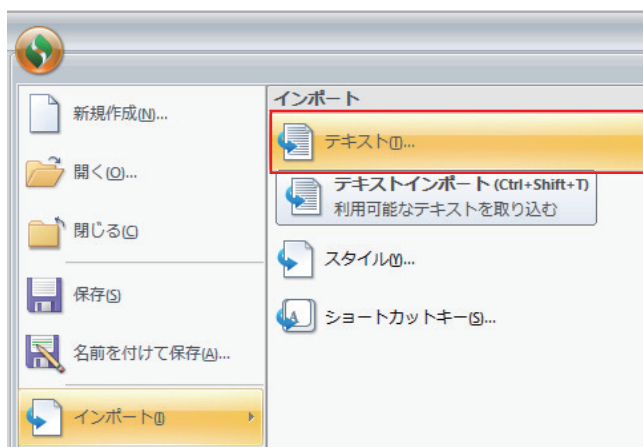 新規作成(N)...
開く(O)...
閉じる(C)
保存(S)
名前を付けて保存(A)...
インポート(I)
インポート
テキスト(T)...
テキストインポート (Ctrl+Shift+T)
利用可能なテキストを取り込む
スタイル(Y)...
ショートカットキー(S)...